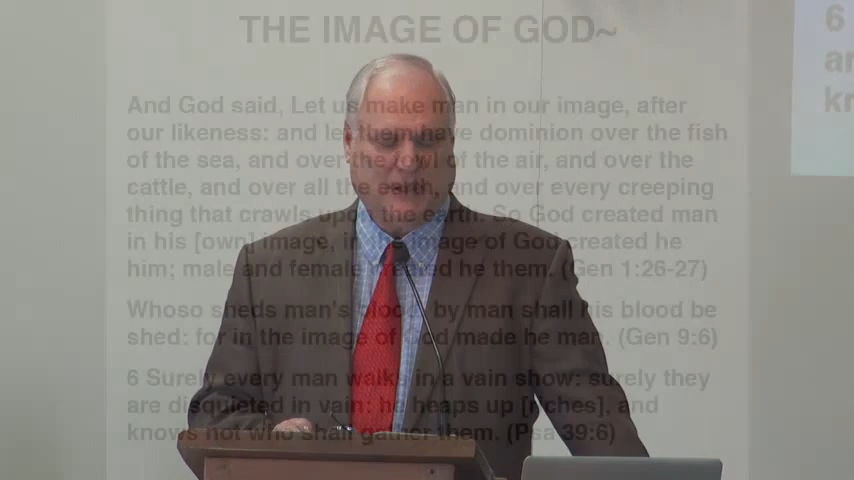 THE IMAGE OF GOD~
And God said, Let us make man in our image, after
our likeness: and let have dominion over the fish
of the sea, and over the fowl of the air, and over the
cattle, and over all the earth, and over every creeping
thing that crawls upon the earth. So God created man
in his [own] image, in image of God created he
him; male and female created he them. (Gen 1:26-27)
Whoso sheds man's blood, by man shall his blood be
shed: for in the image of God made he man. (Gen 9:6)
6 Surely every man walks in a vain show: surely they
are disquieted in vain: he heaps up [riches], and
knows not who shall gather them. (Psa 39:6)
6
an
kn